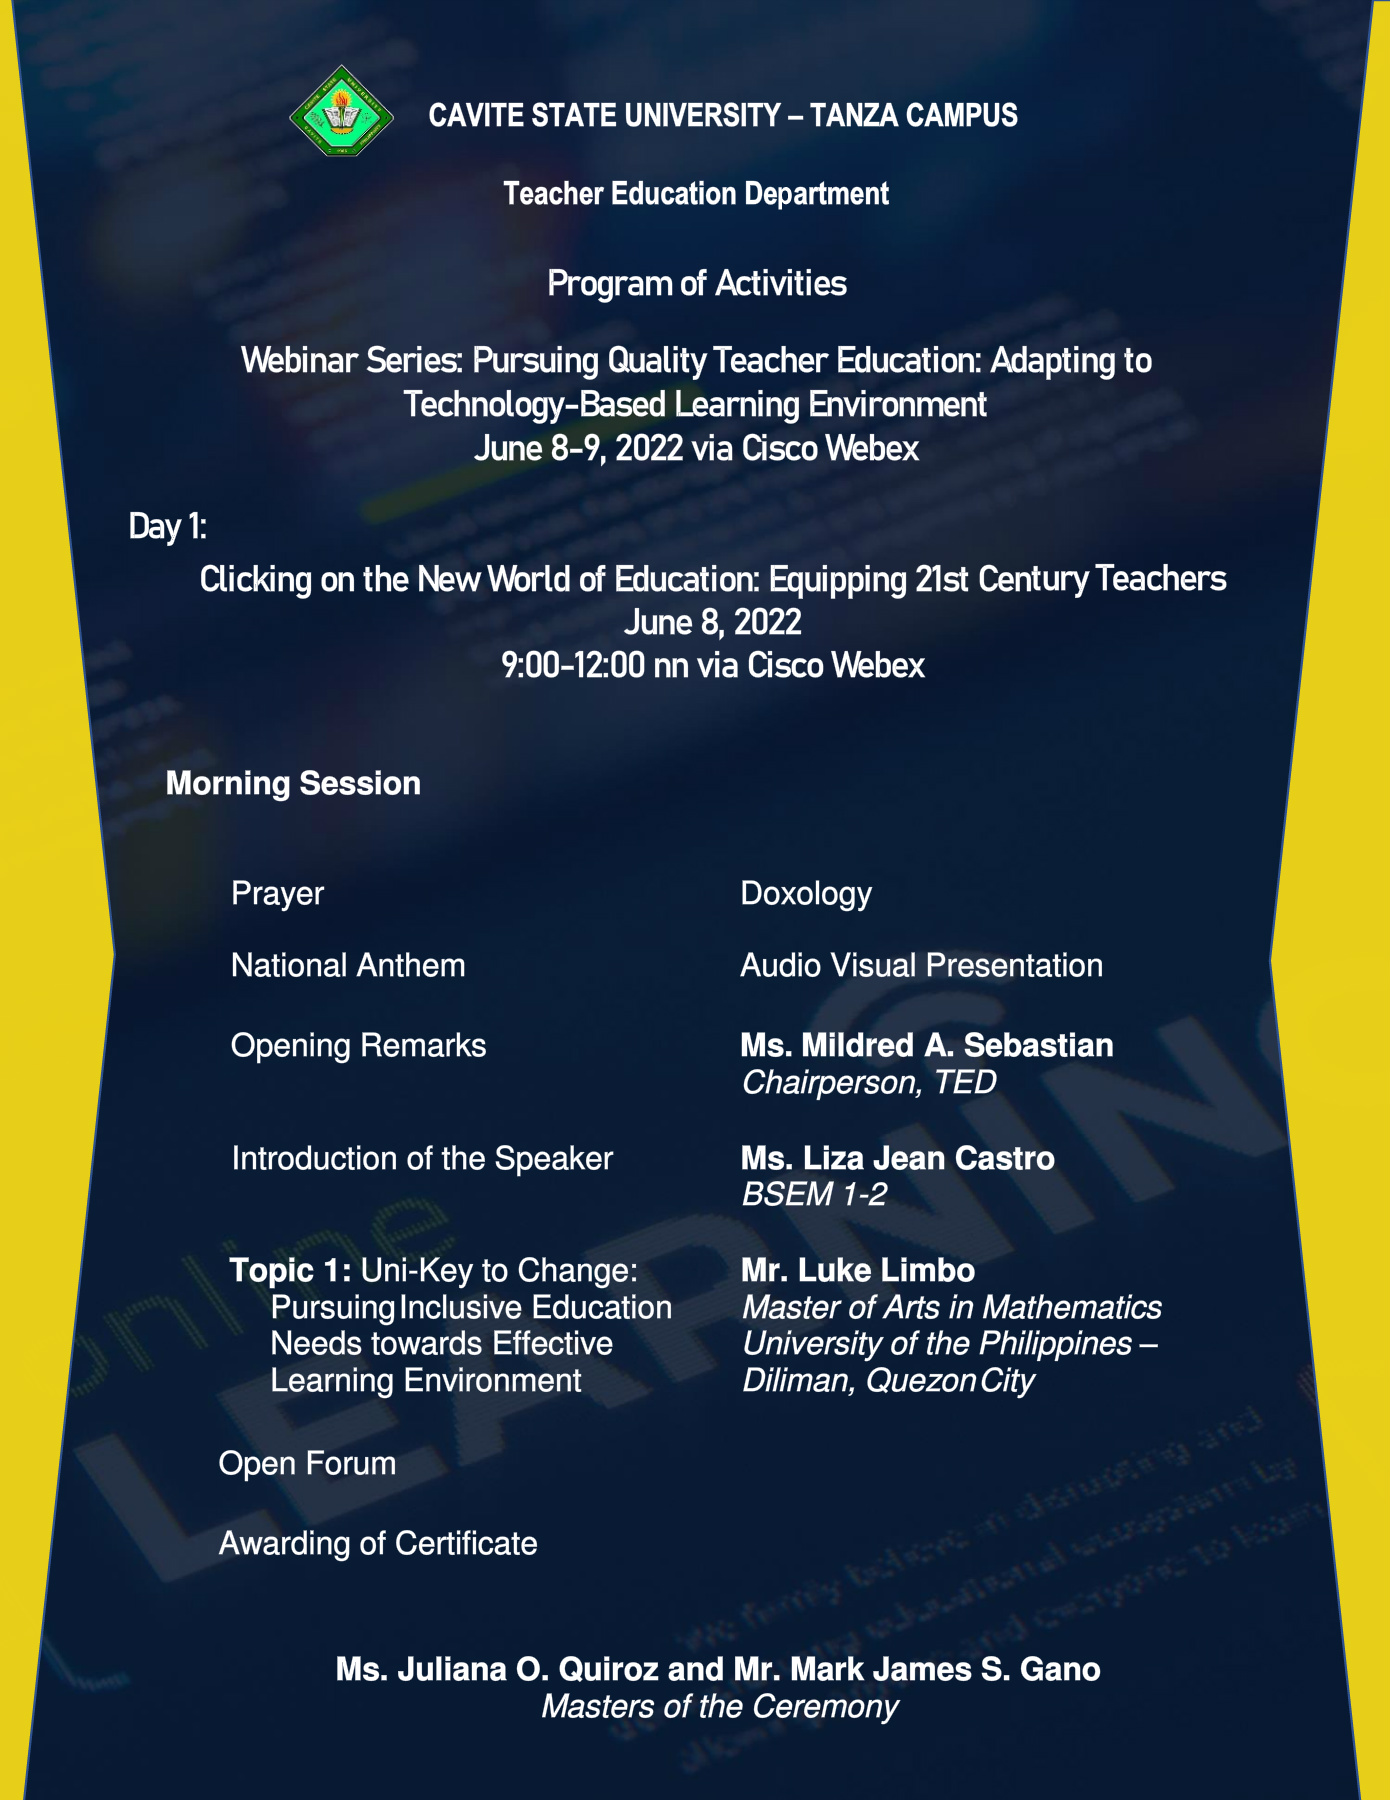 CAVITE STATE UNIVERSITY – TANZA CAMPUS
Teacher Education Department
Program of Activities
Webinar Series: Pursuing Quality Teacher Education: Adapting to
Technology-Based Learning Environment
June 8-9, 2022 via Cisco Webex
Day 1:
Clicking on the New World of Education: Equipping 21st Century Teachers
June 8, 2022
9:00-12:00 nn via Cisco Webex
Morning Session
Prayer Doxology
National Anthem Audio Visual Presentation
Opening Remarks Ms. Mildred A. Sebastian
Chairperson, TED
Introduction of the Speaker Ms. Liza Jean Castro
BSEM 1-2
Topic 1: Uni-Key to Change: Mr. Luke Limbo
Pursuing Inclusive Education Master of Arts in Mathematics
Needs towards Effective University of the Philippines –
Learning Environment Diliman, Quezon City
Open Forum
Awarding of Certificate
Ms. Juliana O. Quiroz and Mr. Mark James S. Gano
Masters of the Ceremony
online
LEARNING